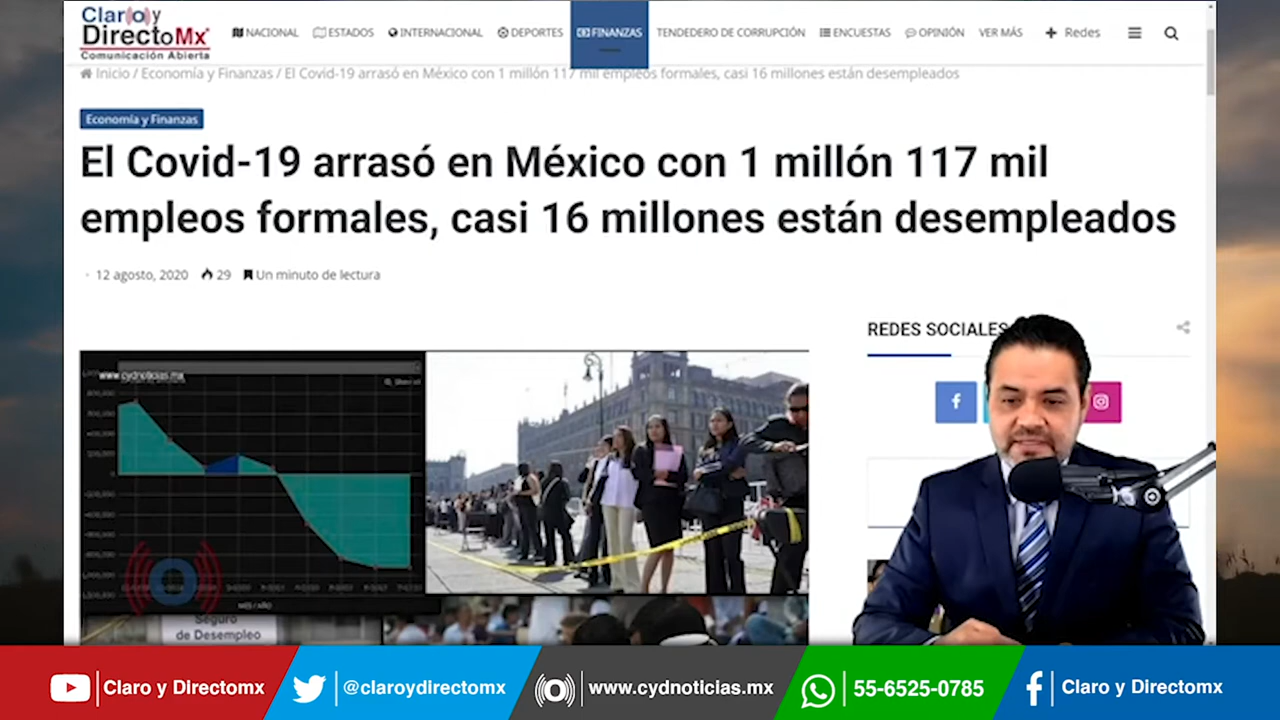 Claro y
DirectoMx
Comunicación Abierta
NACIONAL
ESTADOS
INTERNACIONAL
DEPORTES
FINANZAS
TENDEDERO DE CORRUPCIÓN
ENCUESTAS
OPINIÓN
VER MÁS
Redes
Inicio / Economía y Finanzas / El Covid-19 arrasó en México con 1 millón 117 mil empleos formales, casi 16 millones están desempleados
Economía y Finanzas
El Covid-19 arrasó en México con 1 millón 117 mil
empleos formales, casi 16 millones están desempleados
12 agosto, 2020 29 Un minuto de lectura
REDES SOCIALES
www.cydnoticias.mx
MES / AÑO
Seguro
de Desempleo
Claro y Directomx
@claroydirectomx
www.cydnoticias.mx
55-6525-0785
Claro y Directomx